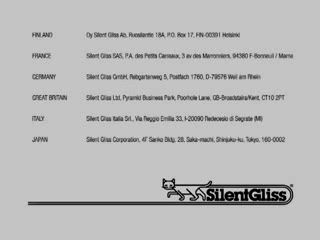 FINLAND Oy Silent Gliss Ab, Ruosilantie 18A, P.O. Box 17, FIN-00391 Helsinki
FRANCE Silent Gliss SAS, P.A. des Petits Carreaux, 3 av des Marronniers, 94380 F-Bonneuil / Marne
GERMANY Silent Gliss GmbH, Rebgartenweg 5, Postfach 1760, D-79576 Weil am Rhein
GREAT BRITAIN Silent Gliss Ltd, Pyramid Business Park, Poorhole Lane, GB-Broadstairs/Kent, CT10 2PT
ITALY Silent Gliss Italia Srl., Via Reggio Emilia 33, I-20090 Redecesio di Segrate (MI)
JAPAN Silent Gliss Corporation, 4F Sanko Bldg, 28, Saka-machi, Shinjuku-ku, Tokyo, 160-0002
SilentGliss